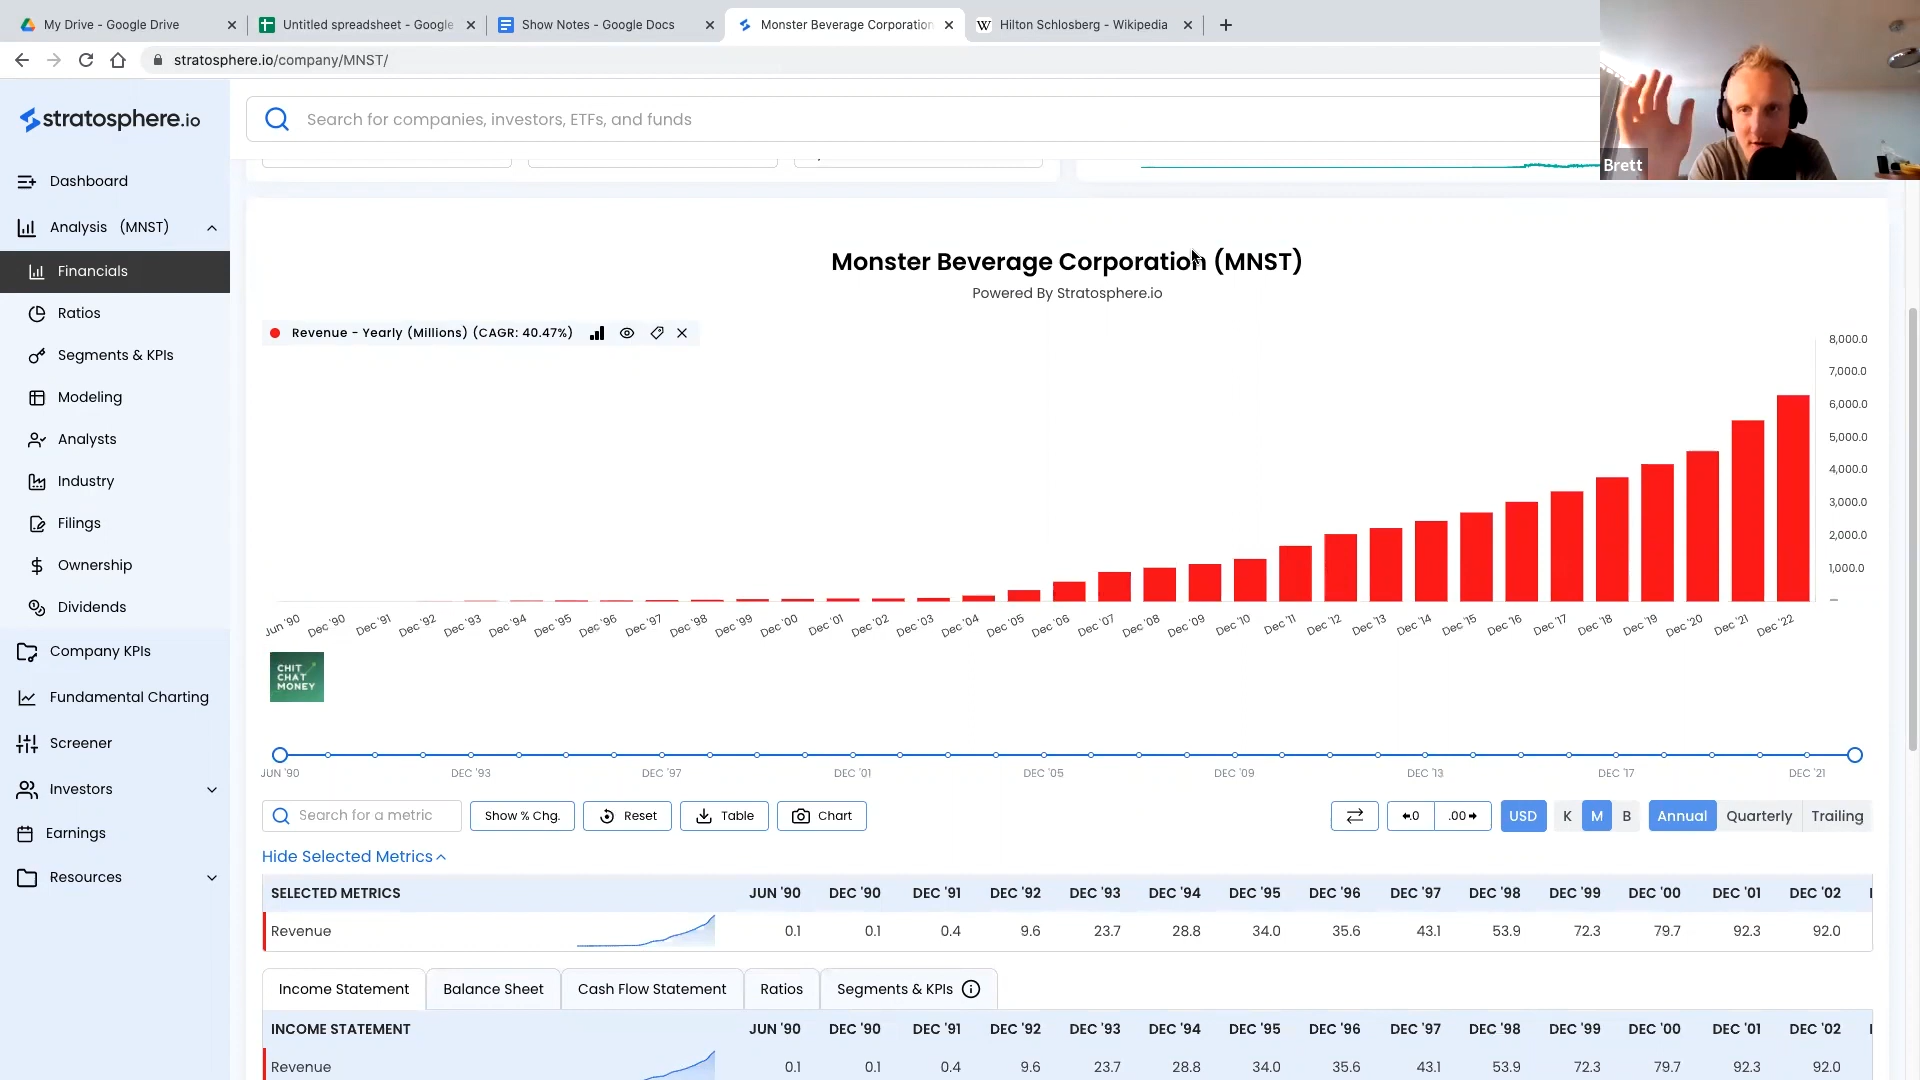 My Drive - Google Drive
Untitled spreadsheet - Google
Show Notes - Google Docs
Monster Beverage Corporation
Hilton Schlosberg - Wikipedia
stratosphere.io/company/MNST/
Brett
stratosphere.io
Search for companies, investors, ETFs, and funds
Dashboard
Analysis (MNST)
Financials
Ratios
Segments & KPIs
Modeling
Analysts
Industry
Filings
Ownership
Dividends
Company KPIs
Fundamental Charting
Screener
Investors
Earnings
Resources
Monster Beverage Corporation (MNST)
Powered By Stratosphere.io
Revenue - Yearly (Millions) (CAGR: 40.47%)
8,000.0
7,000.0
6,000.0
5,000.0
4,000.0
3,000.0
2,000.0
1,000.0
Jun '90 Dec '90 Dec '91 Dec '92 Dec '93 Dec '94 Dec '95 Dec '96 Dec '97 Dec '98 Dec '99 Dec '00 Dec '01 Dec '02 Dec '03 Dec '04 Dec '05 Dec '06 Dec '07 Dec '08 Dec '09 Dec '10 Dec '11 Dec '12 Dec '13 Dec '14 Dec '15 Dec '16 Dec '17 Dec '18 Dec '19 Dec '20 Dec '21 Dec '22
CHIT
CHAT
MONEY
JUN '90 DEC '93 DEC '97 DEC '01 DEC '05 DEC '09 DEC '13 DEC '17 DEC '21
Search for a metric Show % Chg. Reset Table Chart .0 .00 USD K M B Annual Quarterly Trailing
Hide Selected Metrics
SELECTED METRICS JUN '90 DEC '90 DEC '91 DEC '92 DEC '93 DEC '94 DEC '95 DEC '96 DEC '97 DEC '98 DEC '99 DEC '00 DEC '01 DEC '02
Revenue 0.1 0.1 0.4 9.6 23.7 28.8 34.0 35.6 43.1 53.9 72.3 79.7 92.3 92.0
Income Statement Balance Sheet Cash Flow Statement Ratios Segments & KPIs
INCOME STATEMENT JUN '90 DEC '90 DEC '91 DEC '92 DEC '93 DEC '94 DEC '95 DEC '96 DEC '97 DEC '98 DEC '99 DEC '00 DEC '01 DEC '02
Revenue 0.1 0.1 0.4 9.6 23.7 28.8 34.0 35.6 43.1 53.9 72.3 79.7 92.3 92.0